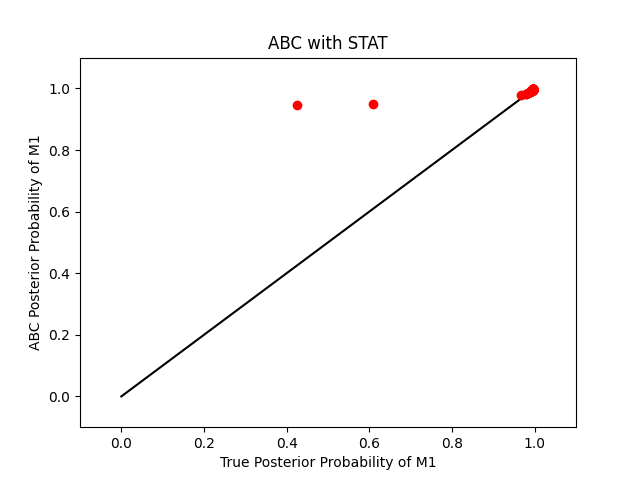 ABC with STAT
ABC Posterior Probability of M1
1.0
0.8
0.6
0.4
0.2
0.0
0.0 0.2 0.4 0.6 0.8 1.0
True Posterior Probability of M1